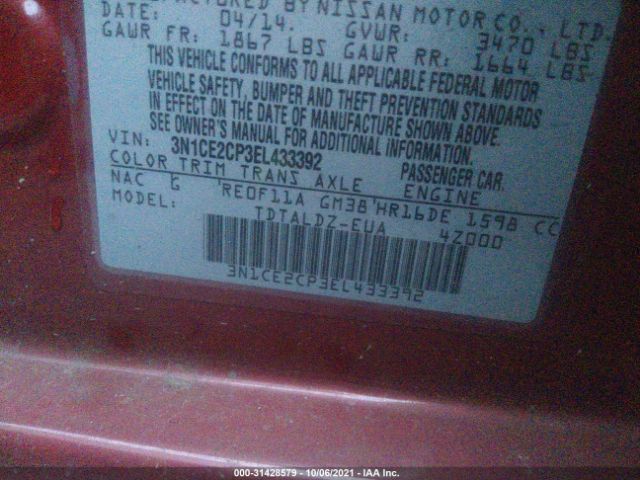 BY NISSAN MOTOR CO., LTD.
DATE: 04/14. GVWR: 3470 LBS
GAWR FR: 1867 LBS GAWR RR: 1664 LBS.
THIS VEHICLE CONFORMS TO ALL APPLICABLE FEDERAL MOTOR
VEHICLE SAFETY, BUMPER AND THEFT PREVENTION STANDARDS
IN EFFECT ON THE DATE OF MANUFACTURE SHOWN ABOVE.
SEE OWNER'S MANUAL FOR ADDITIONAL INFORMATION.
VIN: 3N1CE2CP3EL433392 PASSENGER CAR.
COLOR TRIM TRANS AXLE ENGINE
NAC G RE0F11A GM38 HR16DE 1598 CC
MODEL: TDTALDZ-EUA 4Z000
3N1CE2CP3EL433392
000-31428579 - 10/06/2021 - IAA Inc.